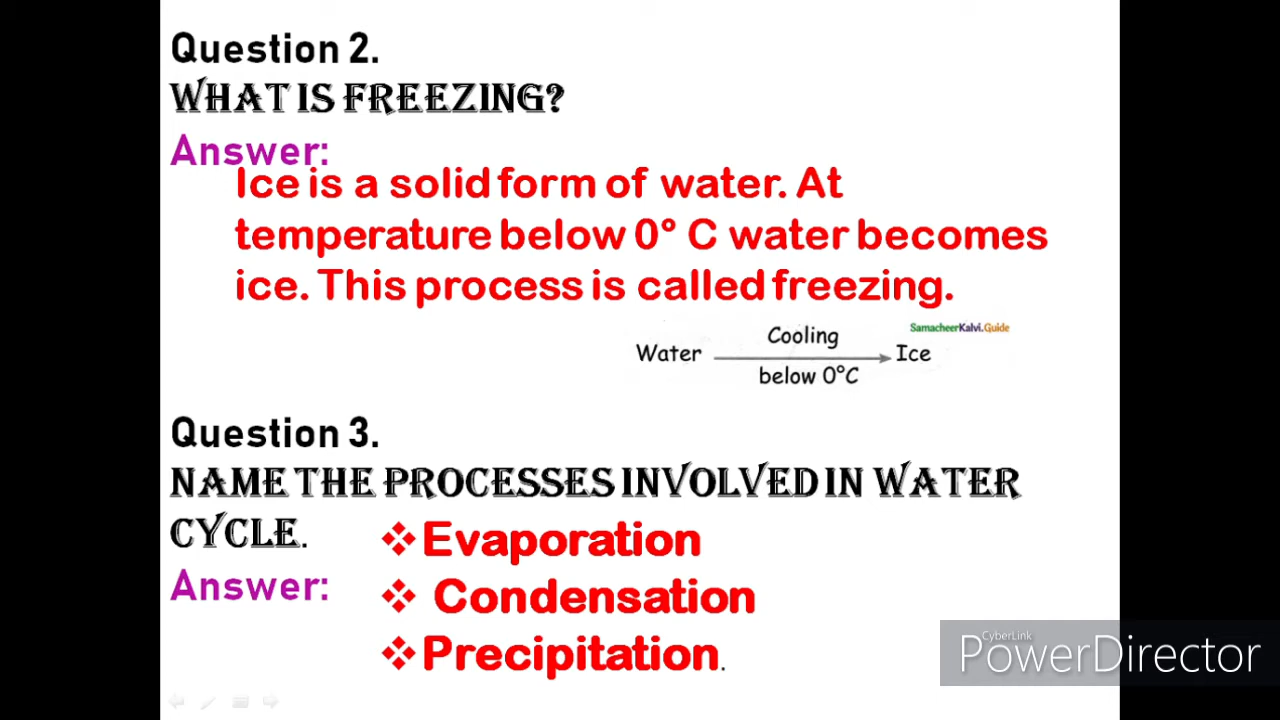 Question 2.
WHAT IS FREEZING?
Answer:
Ice is a solid form of water. At
temperature below 0° C water becomes
ice. This process is called freezing.
SamacheerKalvi.Guide
Water Cooling Ice
below 0°C
Question 3.
NAME THE PROCESSES INVOLVED IN WATER
CYCLE.
❖Evaporation
Answer:
❖ Condensation
❖Precipitation.
CyberLink
PowerDirector